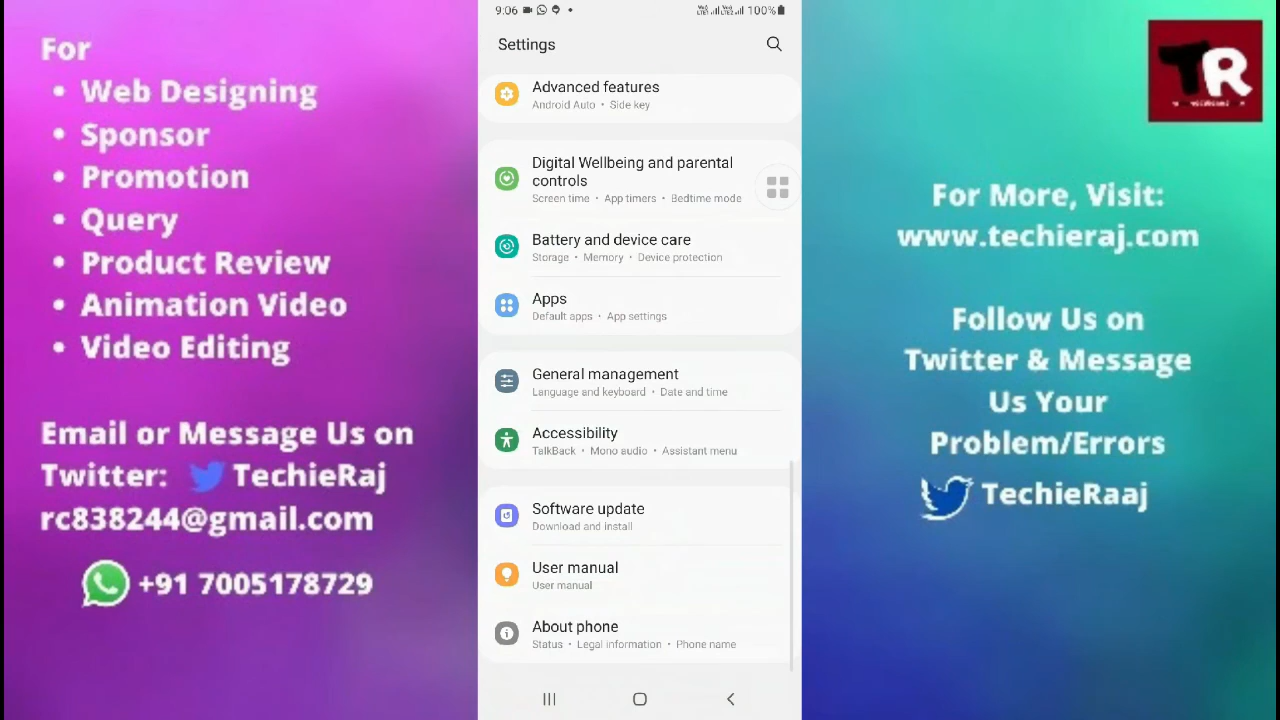 For
• Web Designing
• Sponsor
• Promotion
• Query
• Product Review
• Animation Video
• Video Editing
Email or Message Us on
Twitter: TechieRaj
rc838244@gmail.com
+91 7005178729
9:06
100%
Settings
Advanced features
Android Auto • Side key
Digital Wellbeing and parental
controls
Screen time • App timers • Bedtime mode
Battery and device care
Storage • Memory • Device protection
Apps
Default apps • App settings
General management
Language and keyboard • Date and time
Accessibility
TalkBack • Mono audio • Assistant menu
Software update
Download and install
User manual
User manual
About phone
Status • Legal information • Phone name
TR
For More, Visit:
www.techieraj.com
Follow Us on
Twitter & Message
Us Your
Problem/Errors
TechieRaaj